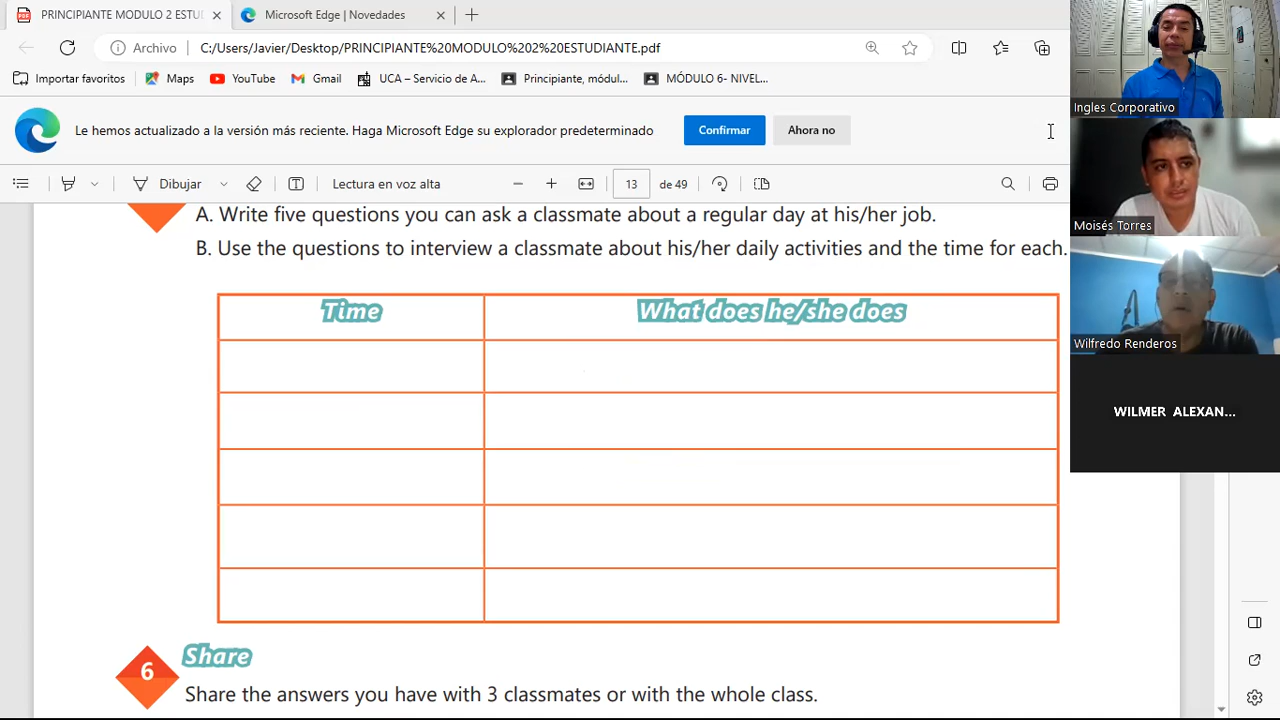 PRINCIPIANTE MODULO 2 ESTU
Microsoft Edge | Novedades
Archivo
C:/Users/Javier/Desktop/PRINCIPIANTE%20MODULO%202%20ESTUDIANTE.pdf
Importar favoritos
Maps
YouTube
Gmail
UCA – Servicio de A...
Principiante, módul...
MÓDULO 6- NIVEL...
Le hemos actualizado a la versión más reciente. Haga Microsoft Edge su explorador predeterminado
Confirmar
Ahora no
Dibujar
Lectura en voz alta
13
de 49
A. Write five questions you can ask a classmate about a regular day at his/her job.
B. Use the questions to interview a classmate about his/her daily activities and the time for each.
Time
What does he/she does
6
Share
Share the answers you have with 3 classmates or with the whole class.
Ingles Corporativo
Moisés Torres
Wilfredo Renderos
WILMER ALEXAN...